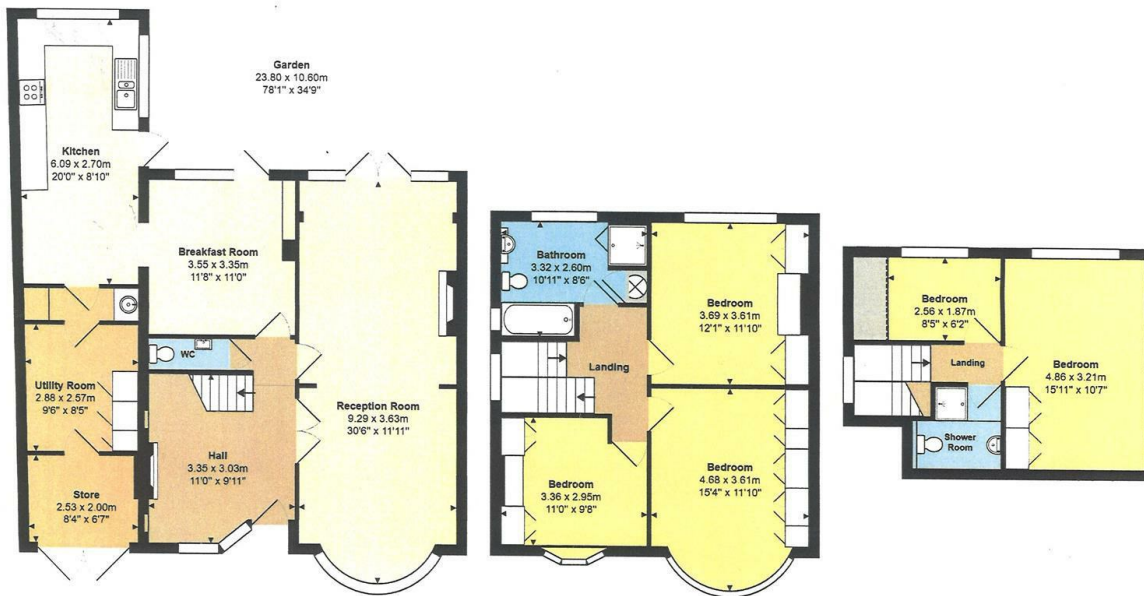 Garden
23.80 x 10.60m
78'1" x 34'9"
Kitchen
6.09 x 2.70m
20'0" x 8'10"
Breakfast Room
3.55 x 3.35m
11'8" x 11'0"
WC
Utility Room
2.88 x 2.57m
9'6" x 8'5"
Hall
3.35 x 3.03m
11'0" x 9'11"
Store
2.53 x 2.00m
8'4" x 6'7"
Reception Room
9.29 x 3.63m
30'6" x 11'11"
Bathroom
3.32 x 2.60m
10'11" x 8'6"
Bedroom
3.69 x 3.61m
12'1" x 11'10"
Landing
Bedroom
3.36 x 2.95m
11'0" x 9'8"
Bedroom
4.68 x 3.61m
15'4" x 11'10"
Bedroom
2.56 x 1.87m
8'5" x 6'2"
Landing
Bedroom
4.86 x 3.21m
15'11" x 10'7"
Shower
Room